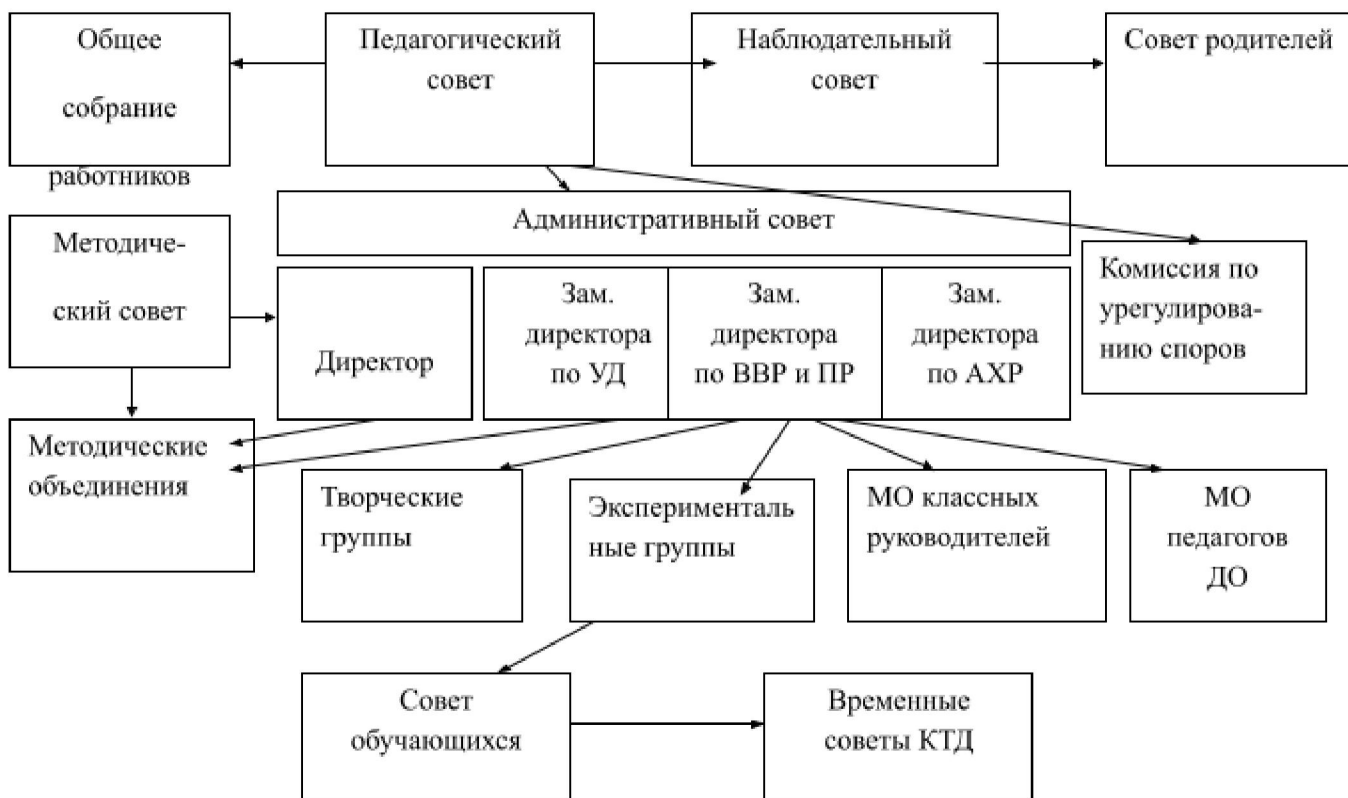 Общее
собрание
работников
Педагогический
совет
Наблюдательный
совет
Совет родителей
Административный совет
Методиче-
ский совет
Директор
Зам.
директора
по УД
Зам.
директора
по ВВР и ПР
Зам.
директора
по АХР
Комиссия по
урегулирова-
нию споров
Методические
объединения
Творческие
группы
Эксперименталь
ные группы
МО классных
руководителей
МО
педагогов
ДО
Совет
обучающихся
Временные
советы КТД